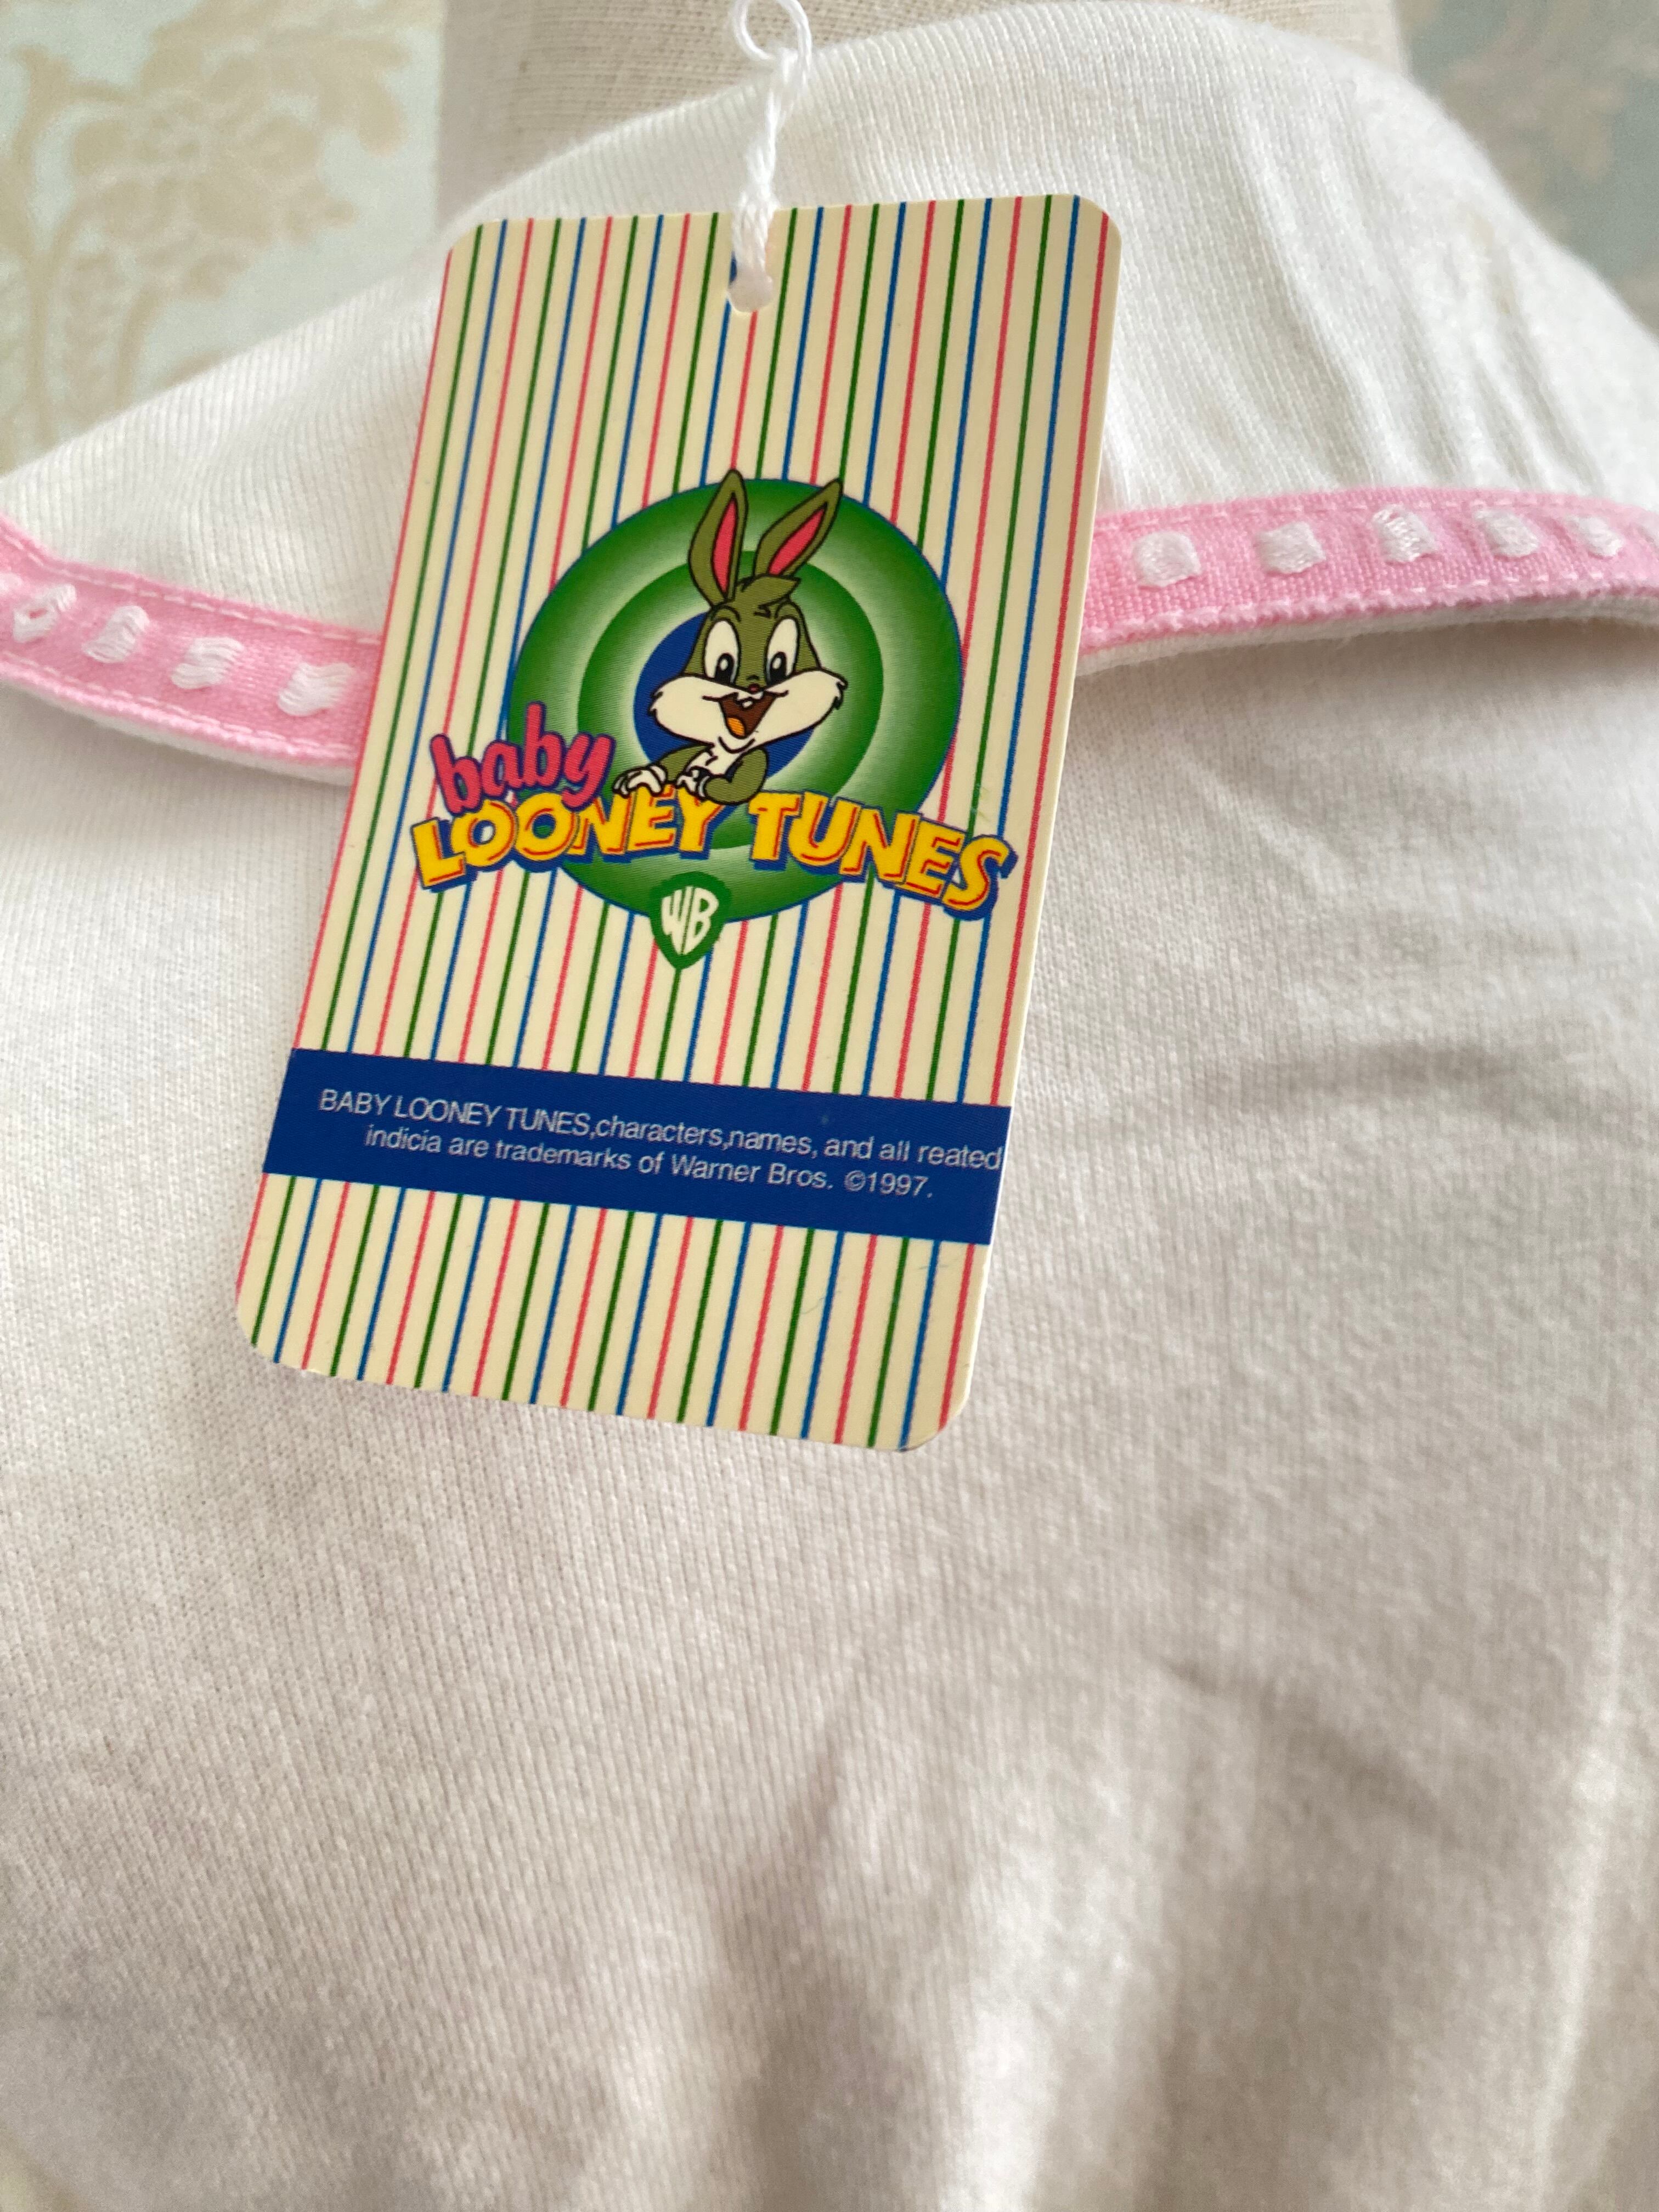 baby
LOONEY TUNES
WB
BABY LOONEY TUNES,characters,names, and all reated
indicia are trademarks of Warner Bros. ©1997.